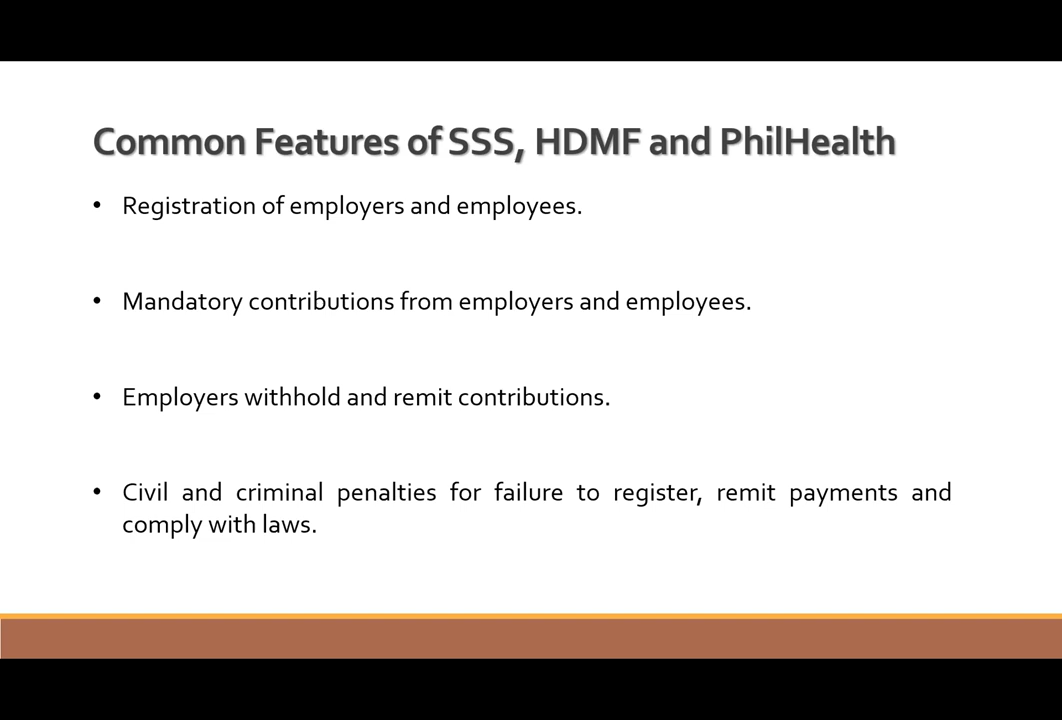 Common Features of SSS, HDMF and PhilHealth
• Registration of employers and employees.
• Mandatory contributions from employers and employees.
• Employers withhold and remit contributions.
• Civil and criminal penalties for failure to register, remit payments and
comply with laws.